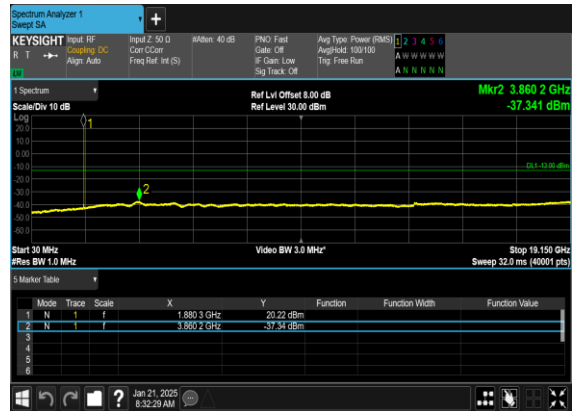 Spectrum Analyzer 1
Swept SA
KEYSIGHT
R T
Input: RF
Coupling: DC
Align: Auto
Input Z: 50 Ω
Corr CCorr
Freq Ref: Int (S)
#Atten: 40 dB
PNO: Fast
Gate: Off
IF Gain: Low
Sig Track: Off
Avg Type: Power (RMS)
Avg|Hold: 100/100
Trig: Free Run
1 2 3 4 5 6
A W W W W W
A N N N N N
1 Spectrum
Scale/Div 10 dB
Ref Lvl Offset 8.00 dB
Ref Level 30.00 dBm
Mkr2 3.860 2 GHz
-37.341 dBm
Log
20.0
10.0
0.00
-10.0
-20.0
-30.0
-40.0
-50.0
-60.0
1
2
DL1 -13.00 dBm
Start 30 MHz
#Res BW 1.0 MHz
Video BW 3.0 MHz*
Stop 19.150 GHz
Sweep 32.0 ms (40001 pts)
5 Marker Table
Mode Trace Scale X Y Function Function Width Function Value
1 N 1 f 1.880 3 GHz 20.22 dBm
2 N 1 f 3.860 2 GHz -37.34 dBm
3
4
5
6
?
Jan 21, 2025
8:32:29 AM